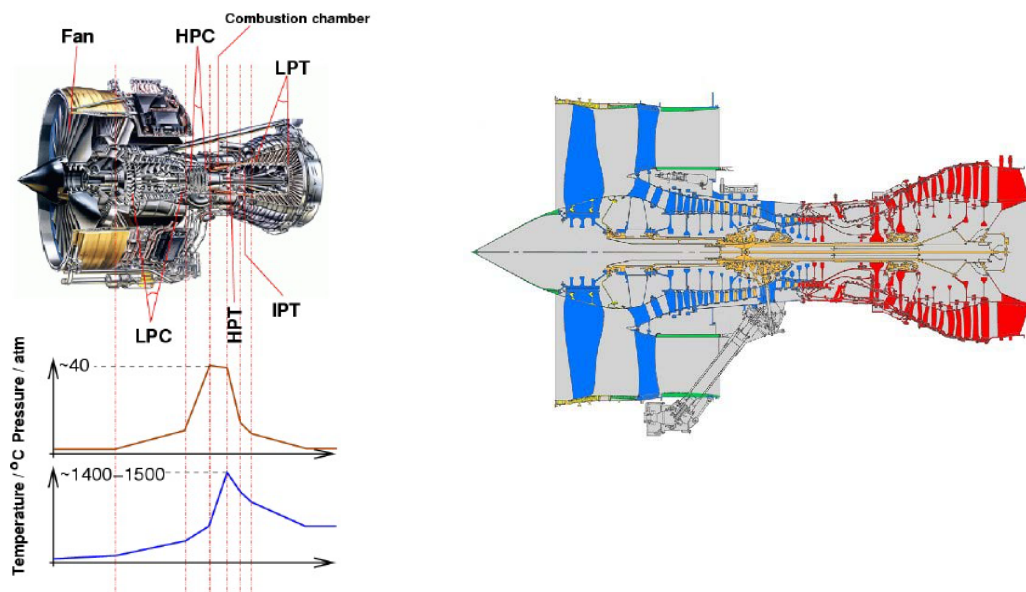 Combustion chamber
Fan
HPC
LPT
LPC
HPT
IPT
~40
~1400–1500
Temperature / °C Pressure / atm